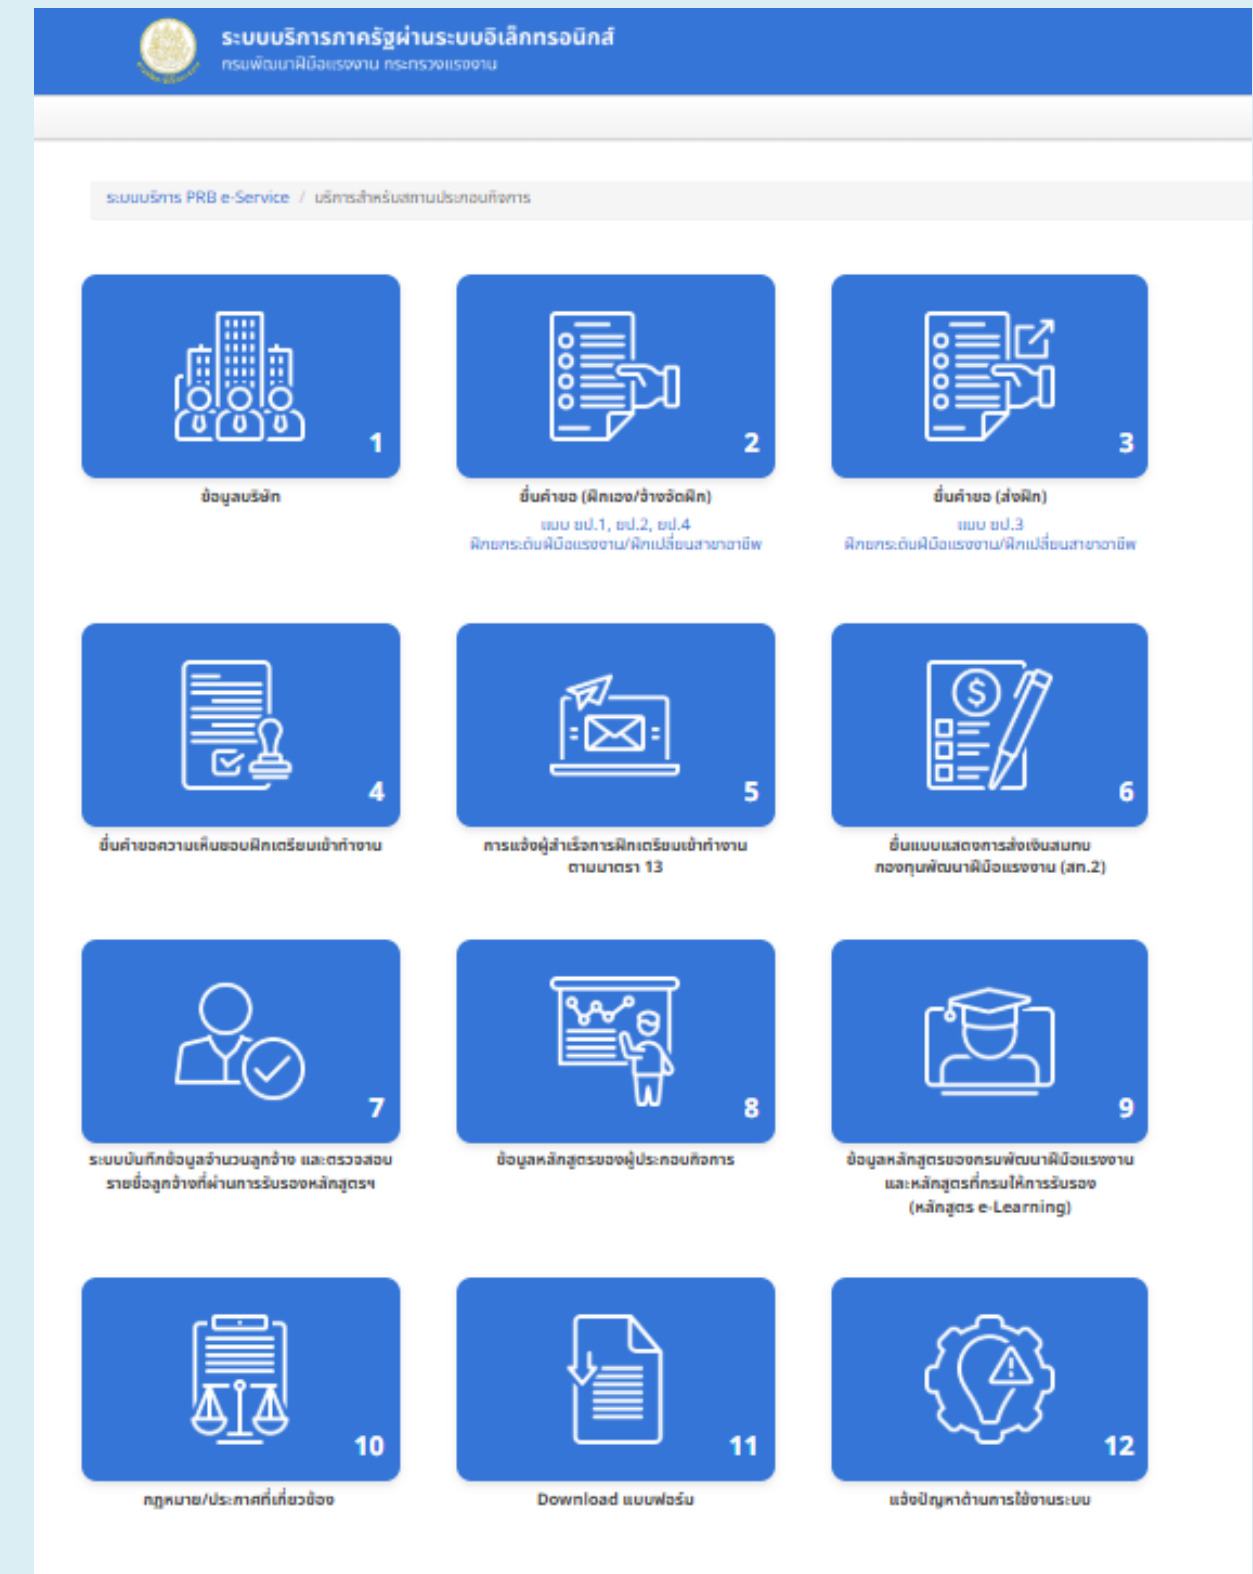 ระบบบริการภาครัฐผ่านระบบอิเล็กทรอนิกส์
กรมพัฒนาฝีมือแรงงาน กระทรวงแรงงาน
ระบบบริการ PRB e-Service / บริการสำหรับสถานประกอบกิจการ
1
2
3
ข้อมูลบริษัท
ยื่นคำขอ (ฝึกเอง/จ้างจัดฝึก)
ยื่นคำขอ (ส่งฝึก)
แบบ ฝป.1, ฝป.2, ฝป.4
แบบ ฝป.3
ฝึกยกระดับฝีมือแรงงาน/ฝึกเปลี่ยนสาขาอาชีพ
ฝึกยกระดับฝีมือแรงงาน/ฝึกเปลี่ยนสาขาอาชีพ
4
5
6
ยื่นคำขอความเห็นชอบฝึกเตรียมเข้าทำงาน
การแจ้งผู้สำเร็จการฝึกเตรียมเข้าทำงาน
ตามมาตรา 13
ยื่นแบบแสดงการส่งเงินสมทบ
กองทุนพัฒนาฝีมือแรงงาน (สท.2)
7
8
9
ระบบบันทึกข้อมูลจำนวนลูกจ้าง และตรวจสอบ
รายชื่อลูกจ้างที่ผ่านการรับรองหลักสูตรฯ
ข้อมูลหลักสูตรของผู้ประกอบกิจการ
ข้อมูลหลักสูตรของกรมพัฒนาฝีมือแรงงาน
และหลักสูตรที่กรมให้การรับรอง
(หลักสูตร e-Learning)
10
11
12
กฎหมาย/ประกาศที่เกี่ยวข้อง
Download แบบฟอร์ม
แจ้งปัญหาด้านการใช้งานระบบ